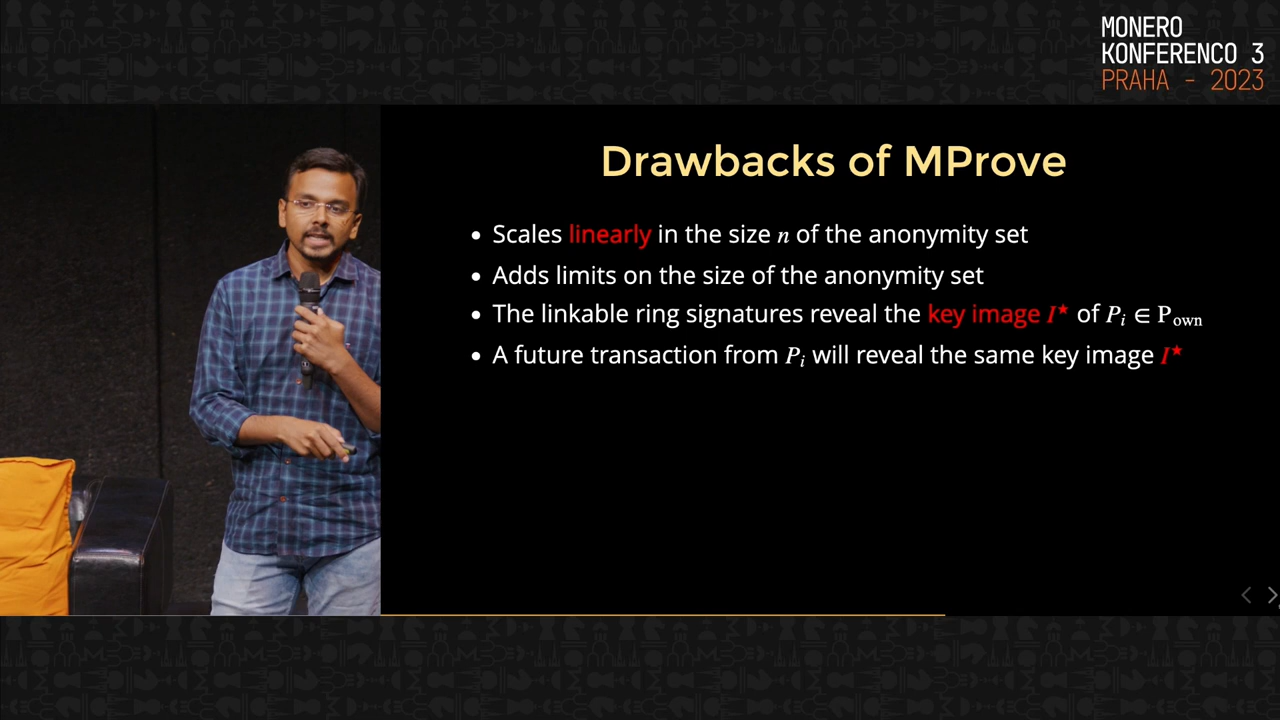 MONERO
KONFERENCO 3
PRAHA - 2023
Drawbacks of MProve
• Scales linearly in the size n of the anonymity set
• Adds limits on the size of the anonymity set
• The linkable ring signatures reveal the key image I★ of Pᵢ ∈ P_own
• A future transaction from Pᵢ will reveal the same key image I★